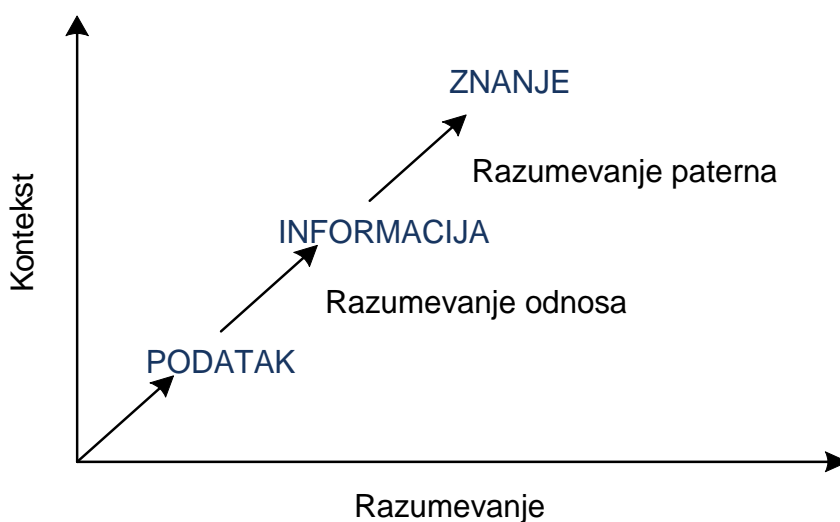 ZNANJE
Razumevanje paterna
Kontekst
INFORMACIJA
Razumevanje odnosa
PODATAK
Razumevanje